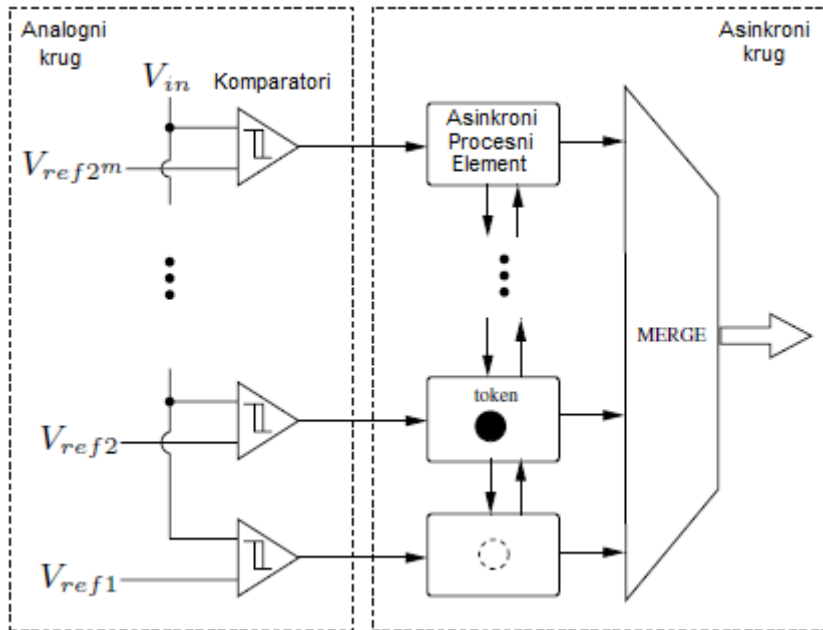 Analogni
krug
Asinkroni
krug
V_in
Komparatori
V_ref2^m
Asinkroni
Procesni
Element
MERGE
token
V_ref2
V_ref1